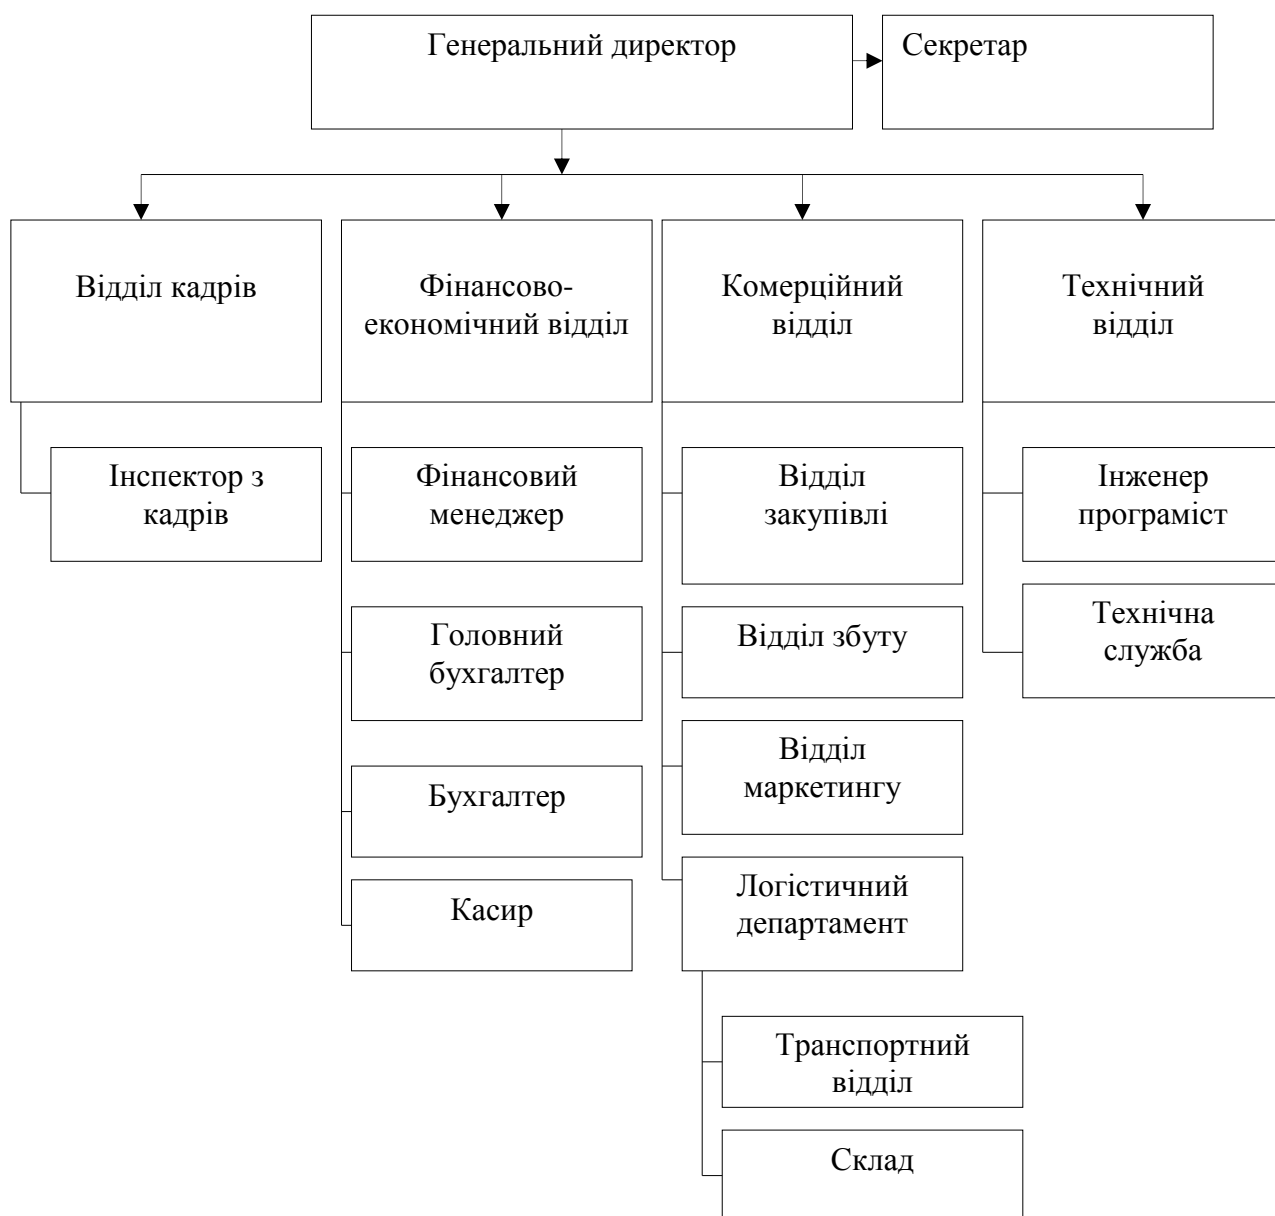 Генеральний директор
Секретар
Відділ кадрів
Фінансово-
економічний відділ
Комерційний
відділ
Технічний
відділ
Інспектор з
кадрів
Фінансовий
менеджер
Головний
бухгалтер
Бухгалтер
Касир
Відділ
закупівлі
Відділ збуту
Відділ
маркетингу
Логістичний
департамент
Транспортний
відділ
Склад
Інженер
програміст
Технічна
служба